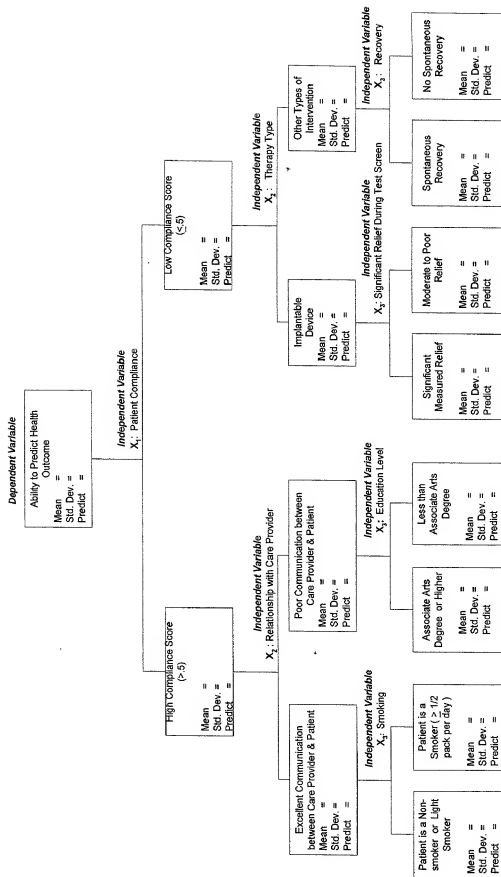 Dependent Variable
Ability to Predict Health
Outcome
Mean =
Std. Dev. =
Predict =
Independent Variable
X1: Patient Compliance
High Compliance Score
(>.5)
Mean =
Std. Dev. =
Predict =
Low Compliance Score
(≤.5)
Mean =
Std. Dev. =
Predict =
Independent Variable
X2: Relationship with Care Provider
Independent Variable
X2: Therapy Type
Excellent Communication
between Care Provider & Patient
Mean =
Std. Dev. =
Predict =
Poor Communication between
Care Provider & Patient
Mean =
Std. Dev. =
Predict =
Implantable
Device
Mean =
Std. Dev. =
Predict =
Other Types of
Intervention
Mean =
Std. Dev. =
Predict =
Independent Variable
X3: Smoking
Independent Variable
X3: Education Level
Independent Variable
X3: Significant Relief During Test Screen
Independent Variable
X3: Recovery
Patient is a Non-
smoker or Light
Smoker
Mean =
Std. Dev. =
Predict =
Patient is a
Smoker ( > 1/2
pack per day )
Mean =
Std. Dev. =
Predict =
Associate Arts
Degree or Higher
Mean =
Std. Dev. =
Predict =
Less than
Associate Arts
Degree
Mean =
Std. Dev. =
Predict =
Significant
Measured Relief
Mean =
Std. Dev. =
Predict =
Moderate to Poor
Relief
Mean =
Std. Dev. =
Predict =
Spontaneous
Recovery
Mean =
Std. Dev. =
Predict =
No Spontaneous
Recovery
Mean =
Std. Dev. =
Predict =